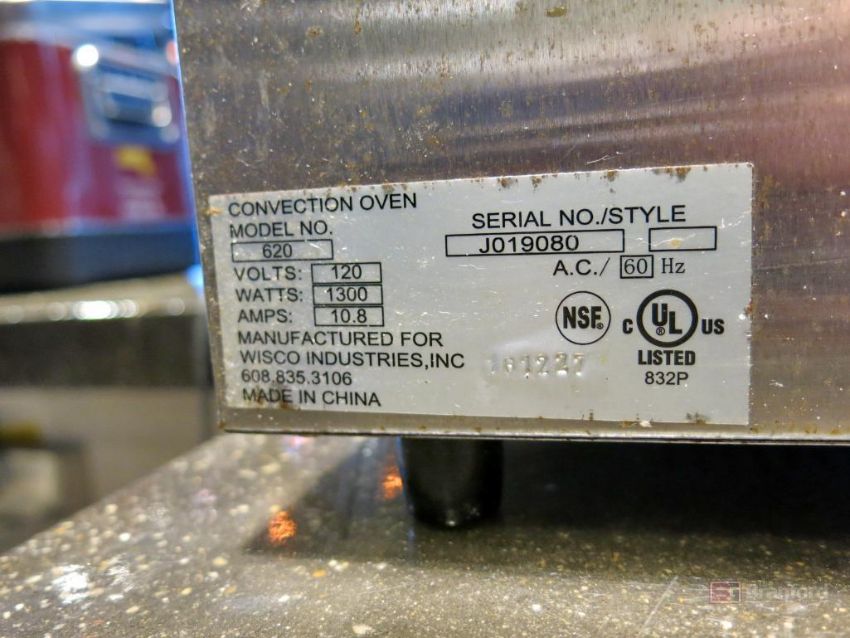 CONVECTION OVEN
MODEL NO.
620
VOLTS: 120
WATTS: 1300
AMPS: 10.8
MANUFACTURED FOR
WISCO INDUSTRIES,INC
608.835.3106
MADE IN CHINA
SERIAL NO./STYLE
J019080
A.C./ 60 Hz
NSF.
C UL US
LISTED
832P